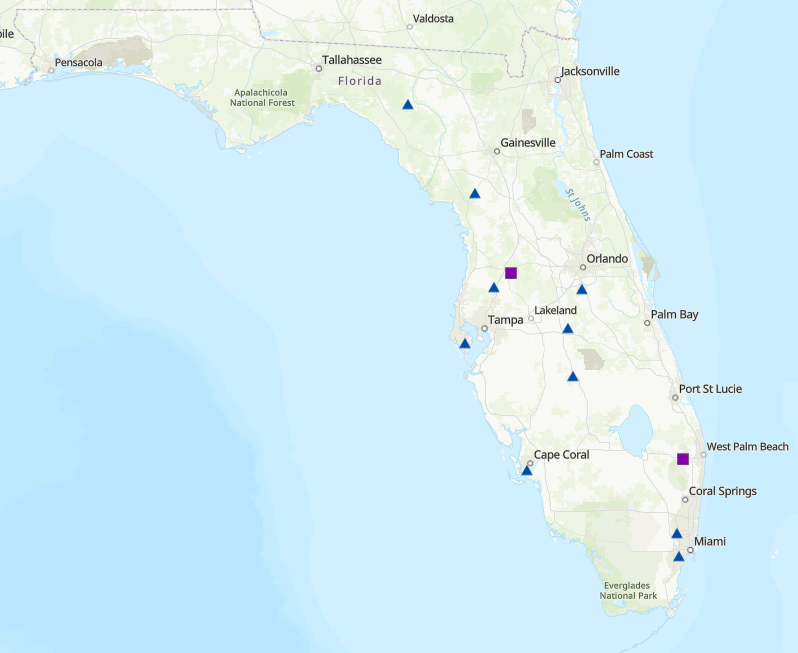 Valdosta
bile
Tallahassee
Pensacola
Jacksonville
Florida
Apalachicola
National Forest
Gainesville
Palm Coast
St Johns
Orlando
Lakeland
Palm Bay
Tampa
Port St Lucie
West Palm Beach
Cape Coral
Coral Springs
Miami
Everglades
National Park